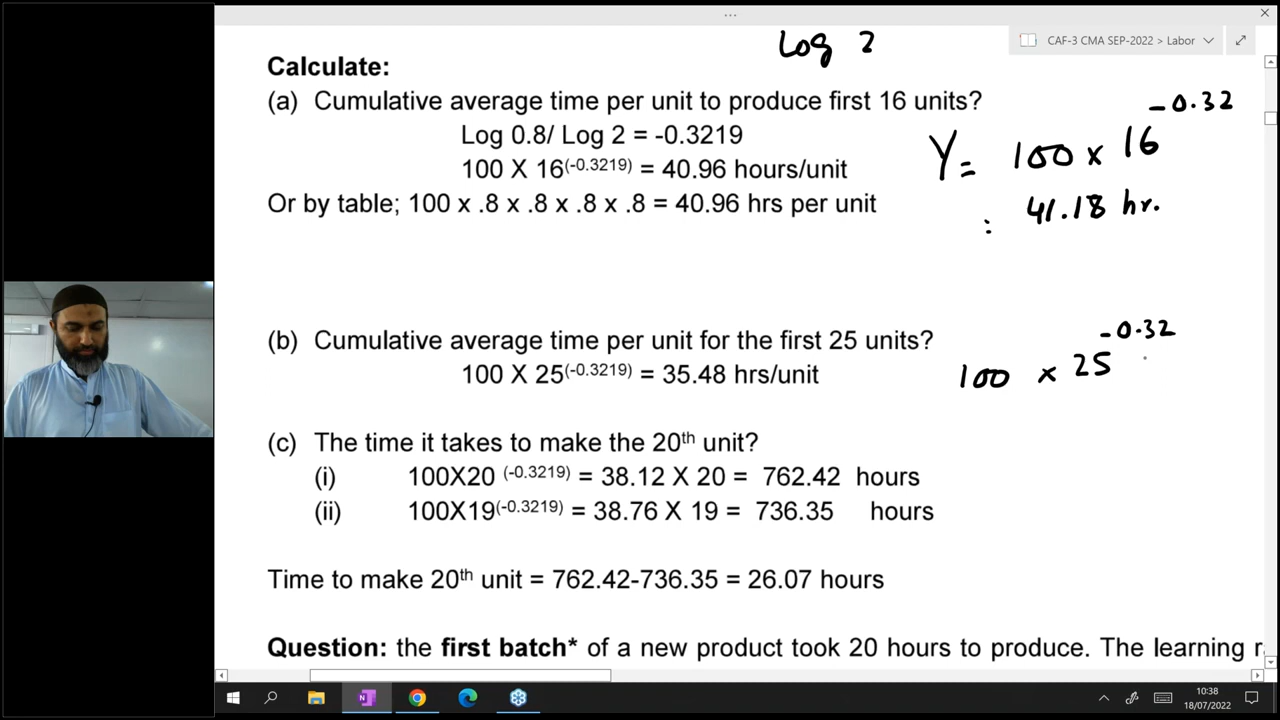 CAF-3 CMA SEP-2022 > Labor
Log 2
Calculate:
(a) Cumulative average time per unit to produce first 16 units?
Log 0.8/ Log 2 = -0.3219
100 X 16(-0.3219) = 40.96 hours/unit
Or by table; 100 x .8 x .8 x .8 x .8 = 40.96 hrs per unit
Y = 100 x 16 -0.32
: 41.18 hr.
(b) Cumulative average time per unit for the first 25 units?
100 X 25(-0.3219) = 35.48 hrs/unit
100 x 25 -0.32
(c) The time it takes to make the 20th unit?
(i) 100X20 (-0.3219) = 38.12 X 20 = 762.42 hours
(ii) 100X19(-0.3219) = 38.76 X 19 = 736.35 hours
Time to make 20th unit = 762.42-736.35 = 26.07 hours
Question: the first batch* of a new product took 20 hours to produce. The learning r
10:38
18/07/2022